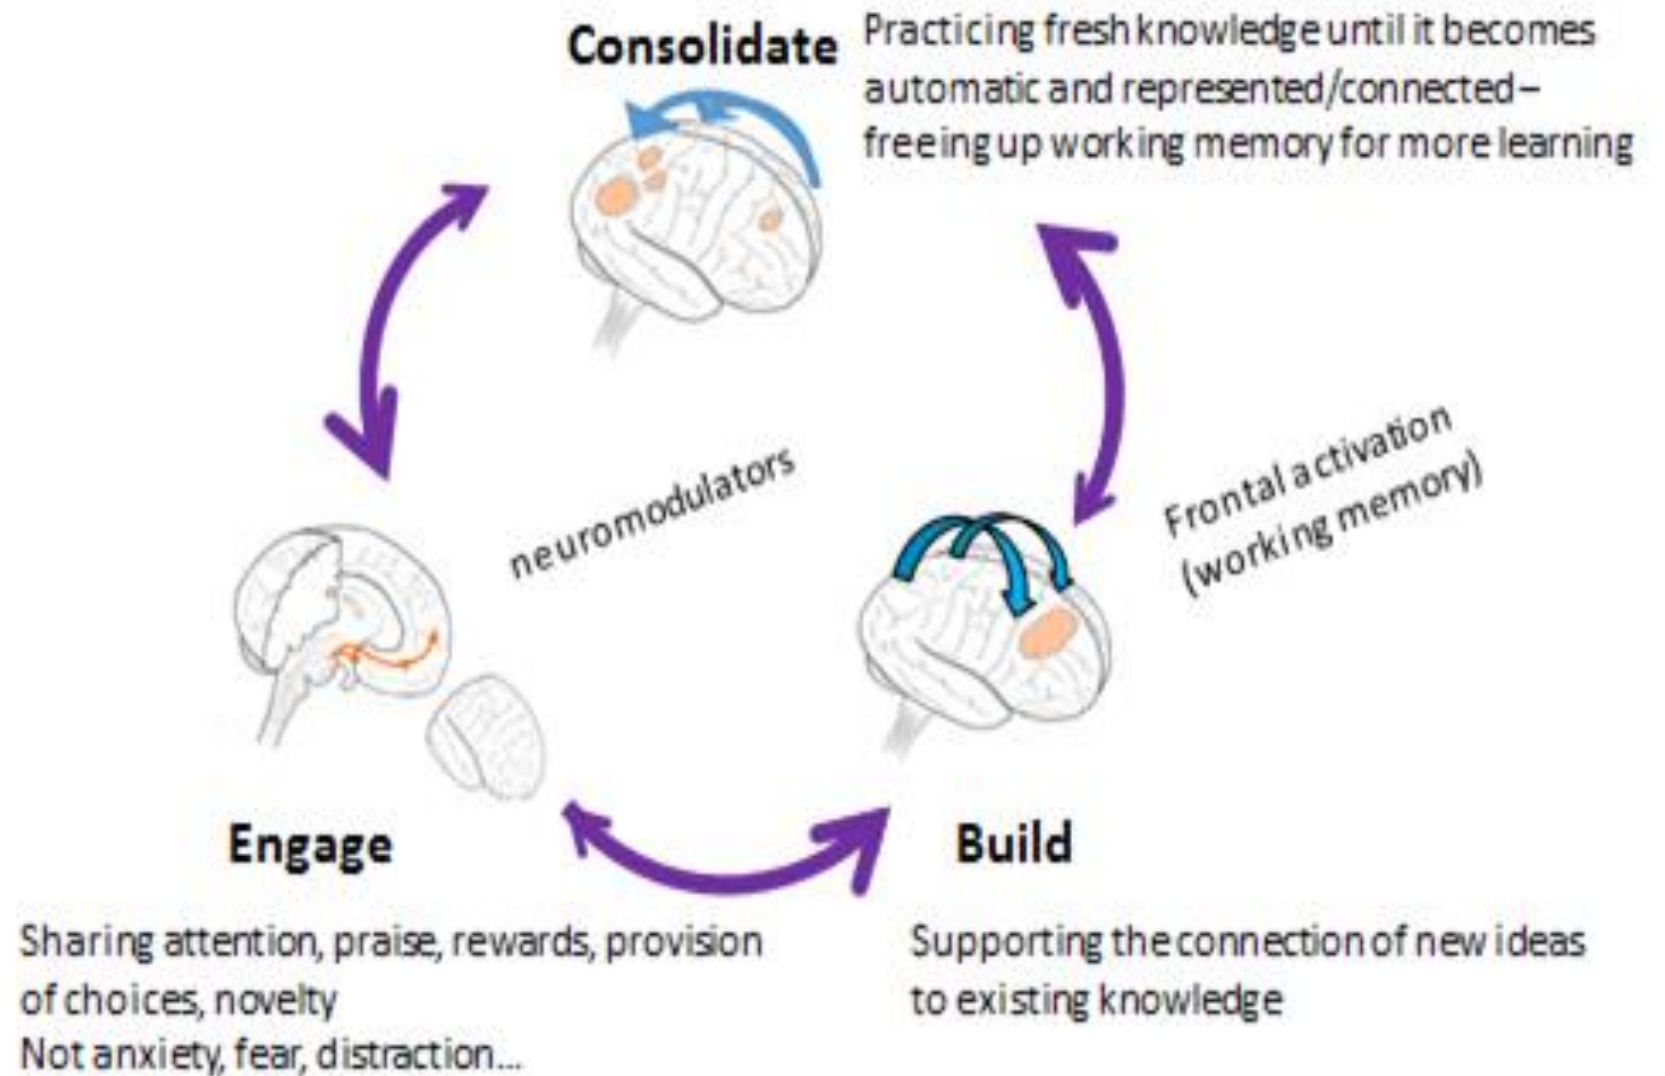 Consolidate
Practicing fresh knowledge until it becomes
automatic and represented/connected–
freeing up working memory for more learning
neuromodulators
Frontal activation
(working memory)
Engage
Sharing attention, praise, rewards, provision
of choices, novelty
Not anxiety, fear, distraction...
Build
Supporting the connection of new ideas
to existing knowledge